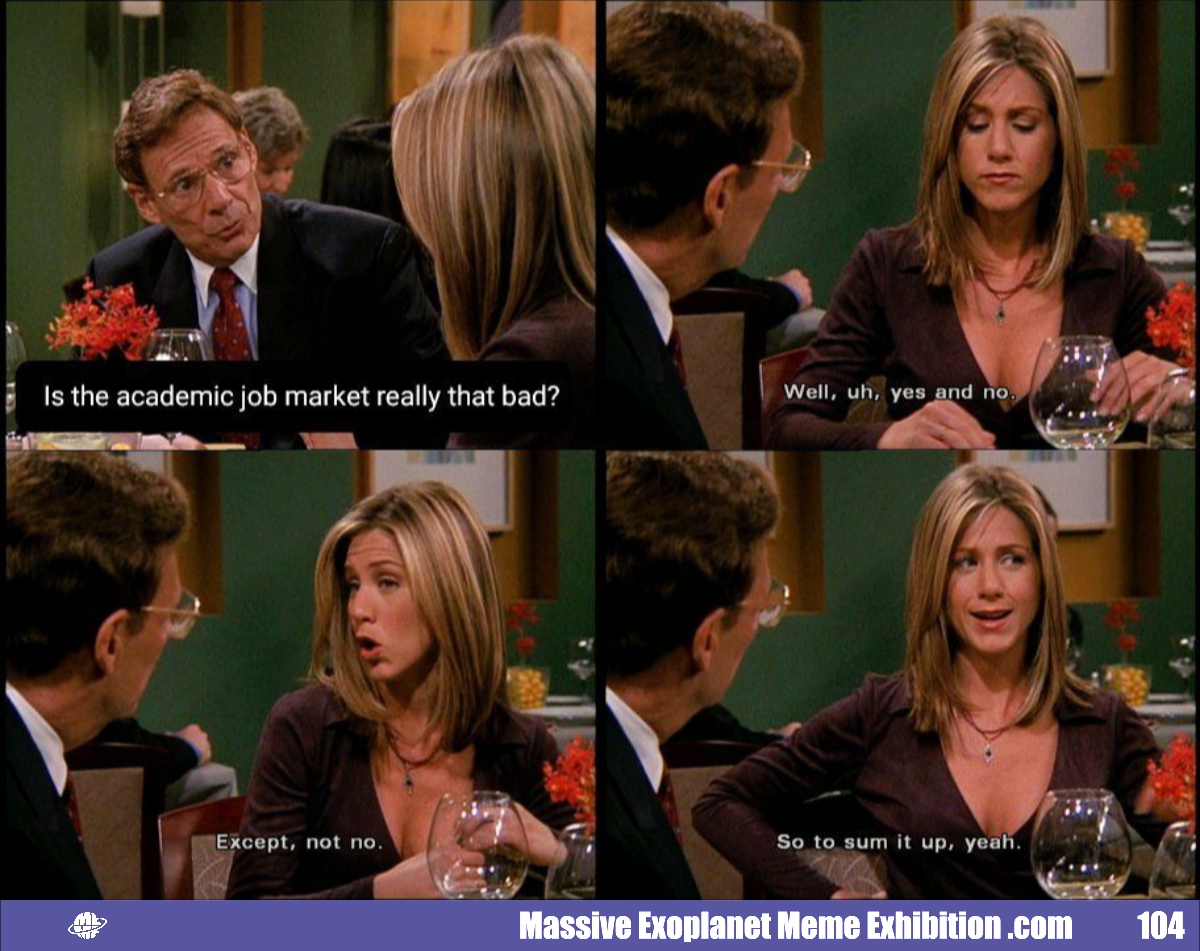 Is the academic job market really that bad?
Well, uh, yes and no.
Except, not no.
So to sum it up, yeah.
Massive Exoplanet Meme Exhibition .com
104